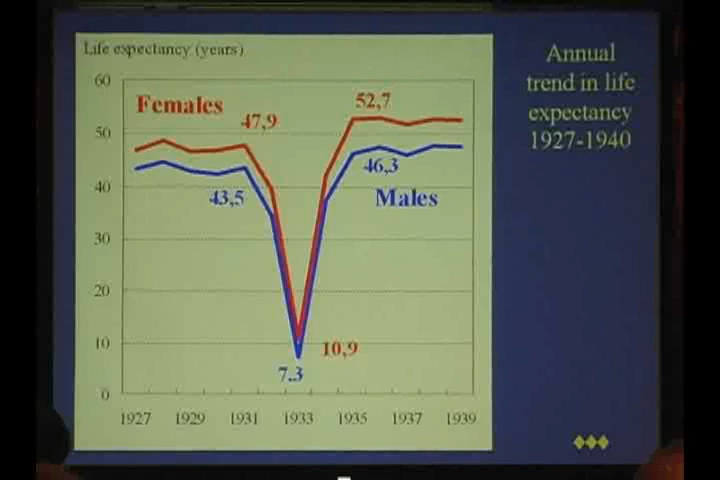 Life expectancy (years)
Annual
trend in life
expectancy
1927-1940
60
50
40
30
20
10
0
Females
47,9
52,7
43,5
46,3
Males
10,9
7.3
1927 1929 1931 1933 1935 1937 1939